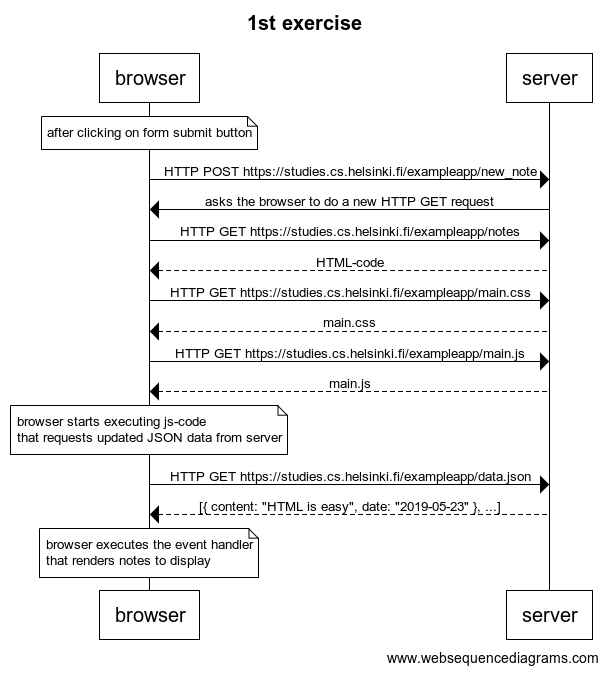 1st exercise
browser
server
after clicking on form submit button
HTTP POST https://studies.cs.helsinki.fi/exampleapp/new_note
asks the browser to do a new HTTP GET request
HTTP GET https://studies.cs.helsinki.fi/exampleapp/notes
HTML-code
HTTP GET https://studies.cs.helsinki.fi/exampleapp/main.css
main.css
HTTP GET https://studies.cs.helsinki.fi/exampleapp/main.js
main.js
browser starts executing js-code
that requests updated JSON data from server
HTTP GET https://studies.cs.helsinki.fi/exampleapp/data.json
[{ content: "HTML is easy", date: "2019-05-23" }, ...]
browser executes the event handler
that renders notes to display
browser
server
www.websequencediagrams.com